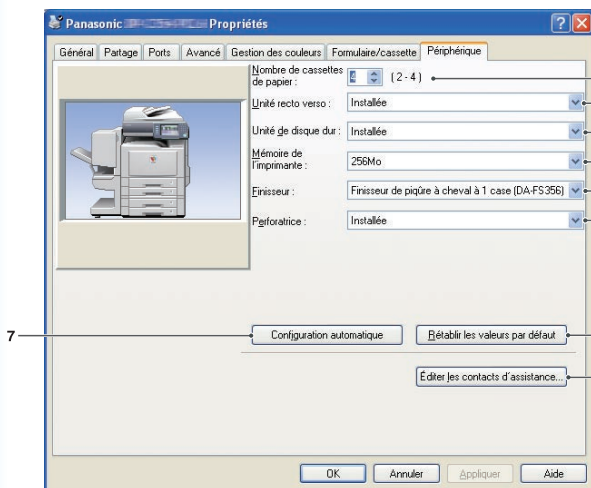 Panasonic Propriétés
Général Partage Ports Avancé Gestion des couleurs Formulaire/cassette Périphérique
Nombre de cassettes
de papier : 4 (2 - 4)
Unité recto verso : Installée
Unité de disque dur : Installée
Mémoire de
l'imprimante : 256Mo
Finisseur : Finisseur de piqûre à cheval à 1 case (DA-FS356)
Perforatrice : Installée
7
Configuration automatique Rétablir les valeurs par défaut
Éditer les contacts d'assistance...
OK Annuler Appliquer Aide